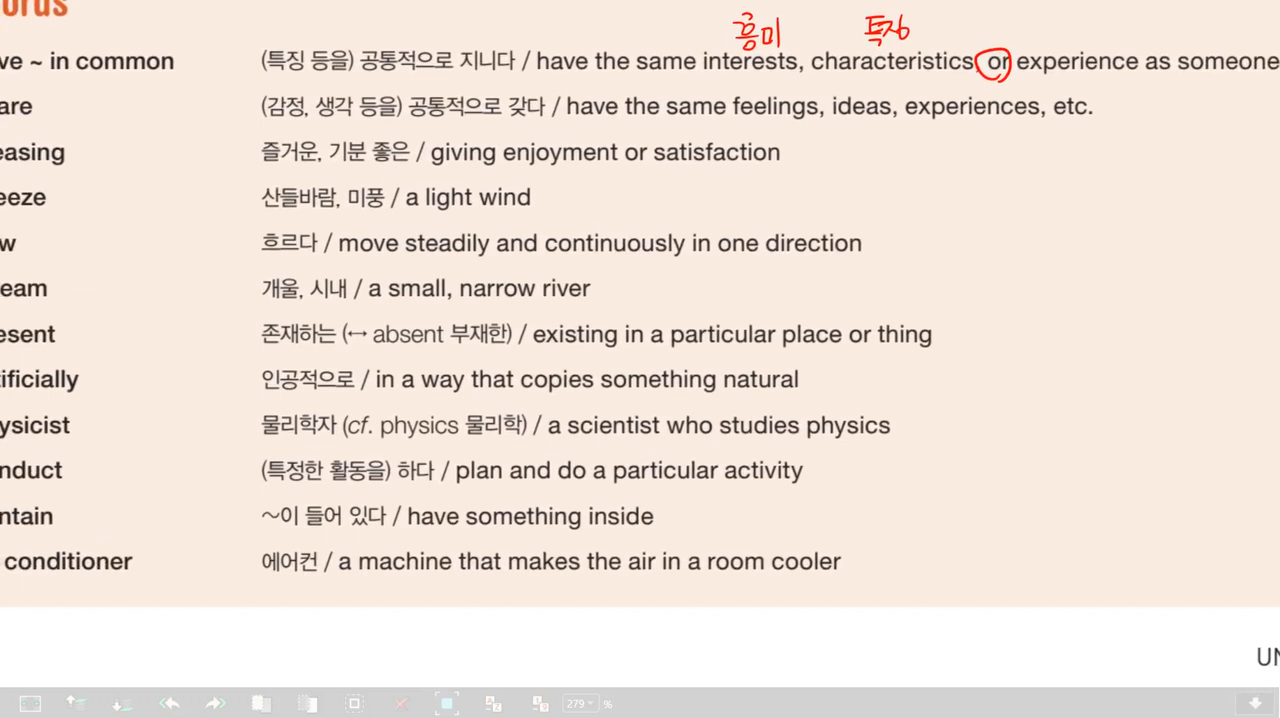 ords
흥미 특징
ve ~ in common (특징 등을) 공통적으로 지니다 / have the same interests, characteristics, or experience as someone
are (감정, 생각 등을) 공통적으로 갖다 / have the same feelings, ideas, experiences, etc.
easing 즐거운, 기분 좋은 / giving enjoyment or satisfaction
eeze 산들바람, 미풍 / a light wind
w 흐르다 / move steadily and continuously in one direction
eam 개울, 시내 / a small, narrow river
esent 존재하는 (↔ absent 부재한) / existing in a particular place or thing
ificially 인공적으로 / in a way that copies something natural
ysicist 물리학자 (cf. physics 물리학) / a scientist who studies physics
nduct (특정한 활동을) 하다 / plan and do a particular activity
ntain ~이 들어 있다 / have something inside
conditioner 에어컨 / a machine that makes the air in a room cooler
UN
279 %